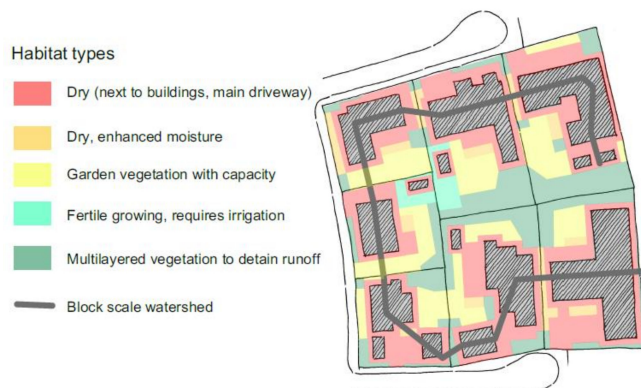 Habitat types
Dry (next to buildings, main driveway)
Dry, enhanced moisture
Garden vegetation with capacity
Fertile growing, requires irrigation
Multilayered vegetation to detain runoff
Block scale watershed